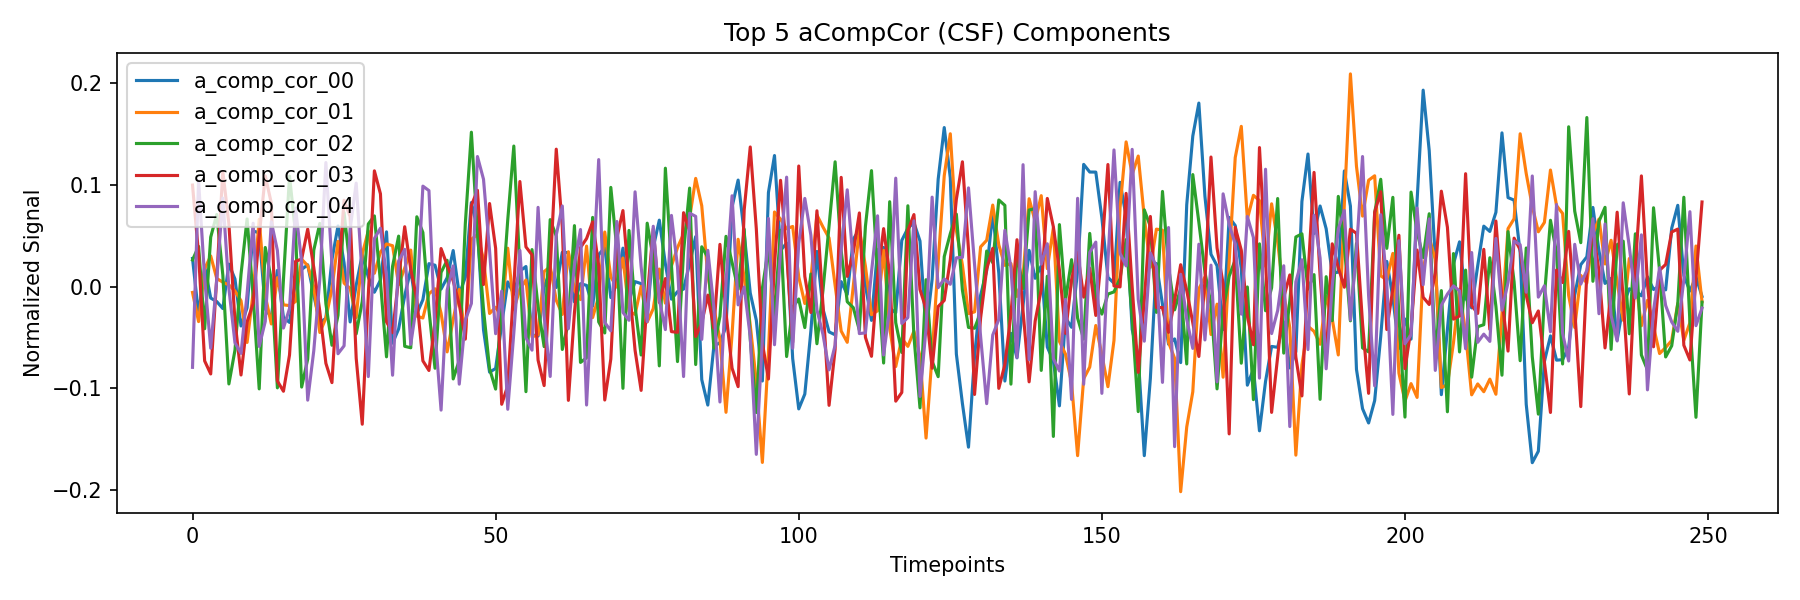 Top 5 aCompCor (CSF) Components
a_comp_cor_00
a_comp_cor_01
a_comp_cor_02
a_comp_cor_03
a_comp_cor_04
Normalized Signal
0.2
0.1
0.0
−0.1
−0.2
0 50 100 150 200 250
Timepoints